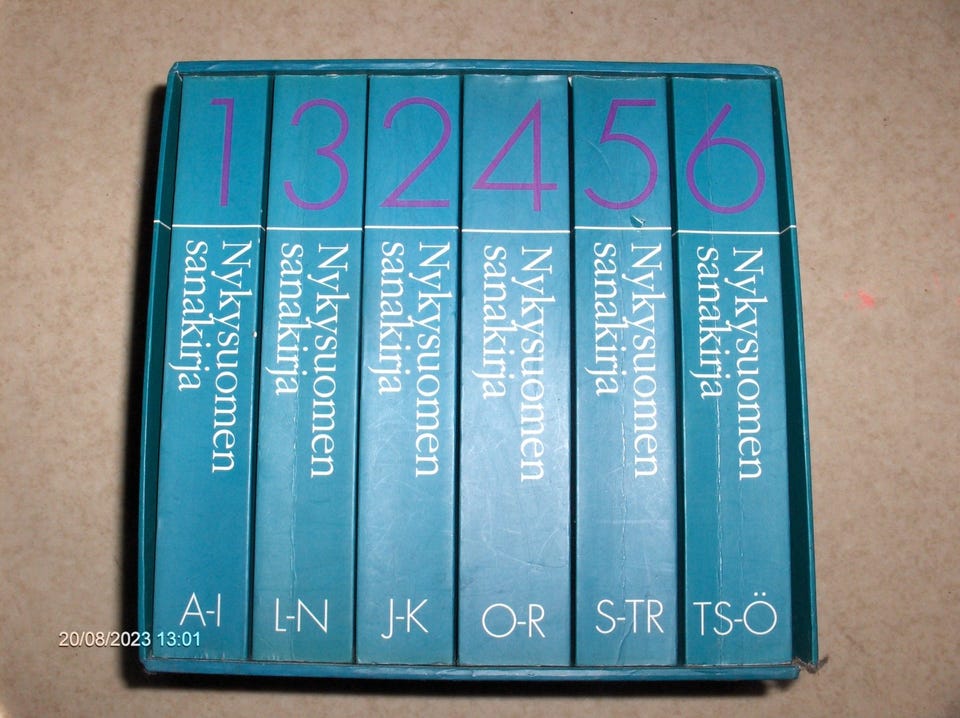 1
Nykysuomen
sanakirja
A-I
3
Nykysuomen
sanakirja
L-N
2
Nykysuomen
sanakirja
J-K
4
Nykysuomen
sanakirja
O-R
5
Nykysuomen
sanakirja
S-TR
6
Nykysuomen
sanakirja
TS-Ö
20/08/2023 13:01